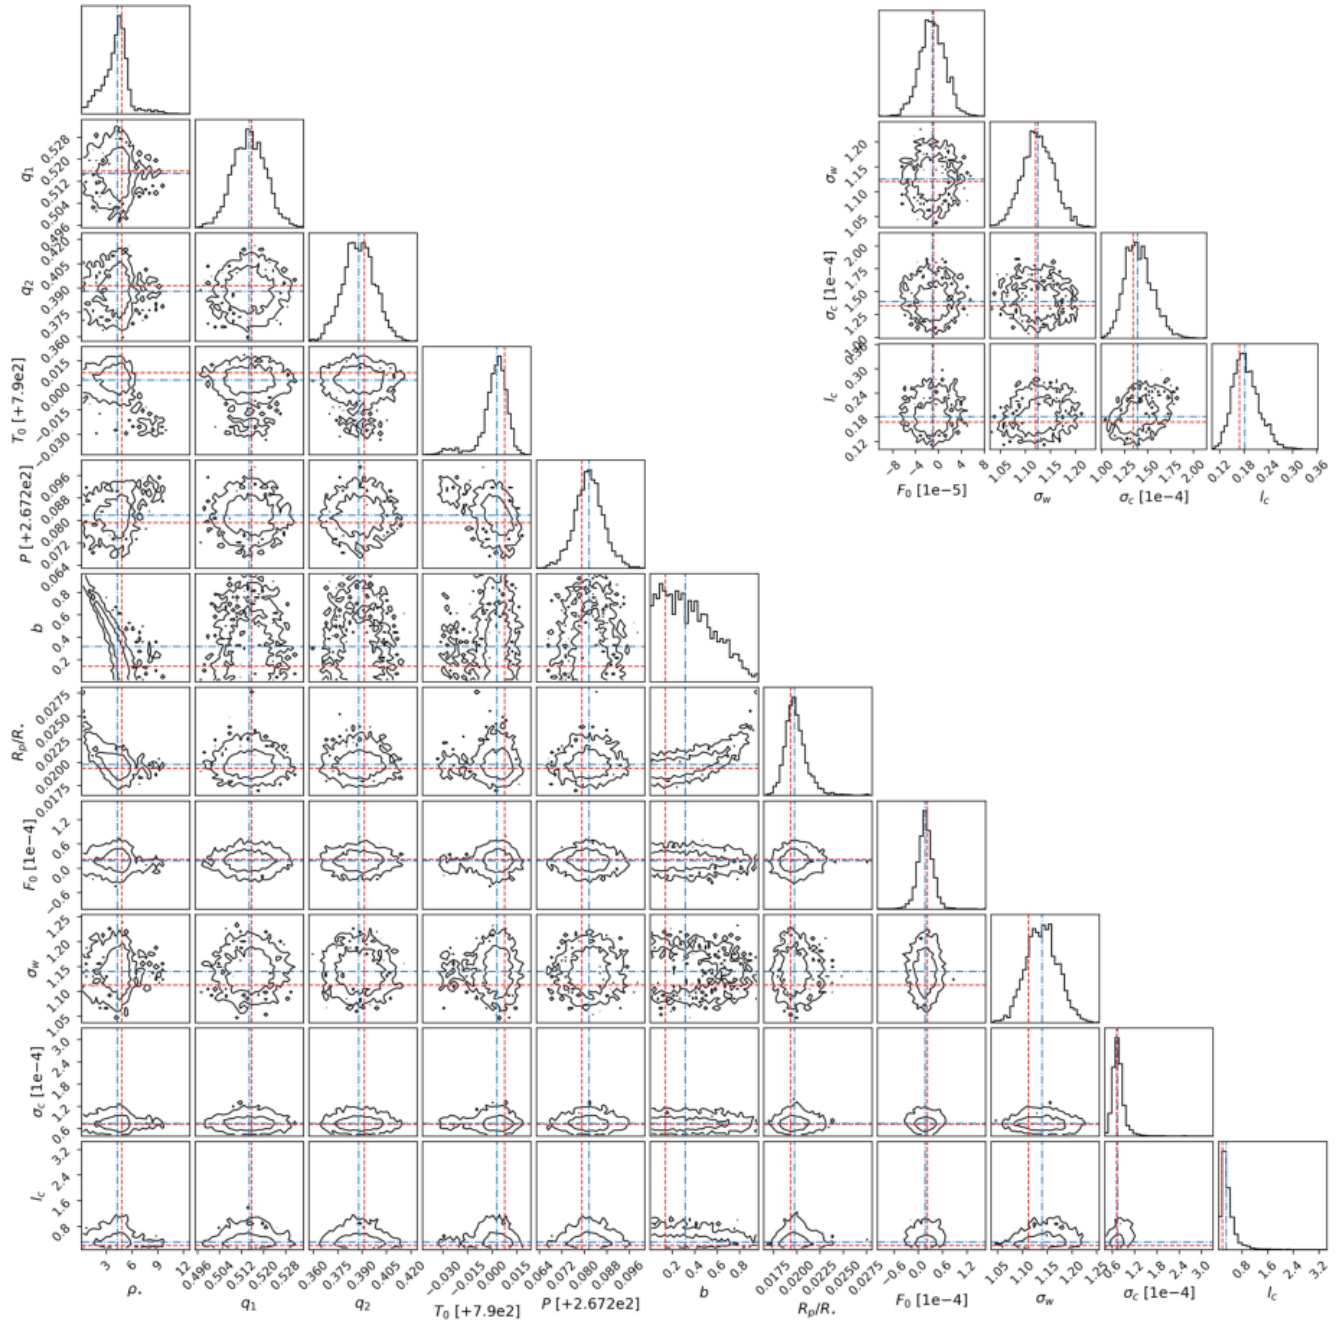 q₁
0.528
0.520
0.512
0.504
0.496
q₂
0.420
0.405
0.390
0.375
0.360
T₀ [+7.9e2]
0.015
0.000
−0.015
−0.030
P [+2.672e2]
0.096
0.088
0.080
0.072
0.064
b
0.8
0.6
0.4
0.2
Rₚ/R⋆
0.0275
0.0250
0.0225
0.0200
0.0175
F₀ [1e−4]
1.2
0.6
0.0
−0.6
σ_w
1.25
1.20
1.15
1.10
1.05
σ_c [1e−4]
3.0
2.4
1.8
1.2
0.6
l_c
3.2
2.4
1.6
0.8
3 6 9 12
ρ⋆
0.496 0.504 0.512 0.520 0.528
q₁
0.360 0.375 0.390 0.405 0.420
q₂
−0.030 −0.015 0.000 0.015
T₀ [+7.9e2]
0.064 0.072 0.080 0.088 0.096
P [+2.672e2]
0.2 0.4 0.6 0.8
b
0.0175 0.0200 0.0225 0.0250 0.0275
Rₚ/R⋆
−0.6 0.0 0.6 1.2
F₀ [1e−4]
1.05 1.10 1.15 1.20 1.25
σ_w
0.6 1.2 1.8 2.4 3.0
σ_c [1e−4]
0.8 1.6 2.4 3.2
l_c
σ_w
1.20
1.15
1.10
1.05
σ_c [1e−4]
2.00
1.75
1.50
1.25
1.00
l_c
0.36
0.30
0.24
0.18
0.12
−8 −4 0 4 8
F₀ [1e−5]
1.05 1.10 1.15 1.20
σ_w
1.00 1.25 1.50 1.75 2.00
σ_c [1e−4]
0.12 0.18 0.24 0.30 0.36
l_c